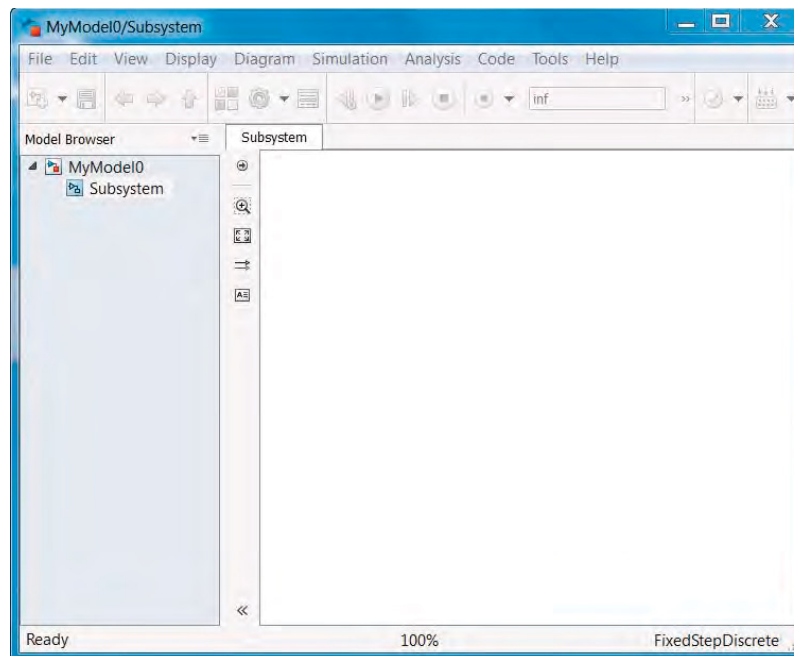 MyModel0/Subsystem
File Edit View Display Diagram Simulation Analysis Code Tools Help
inf
Model Browser
Subsystem
MyModel0
Subsystem
Ready 100% FixedStepDiscrete